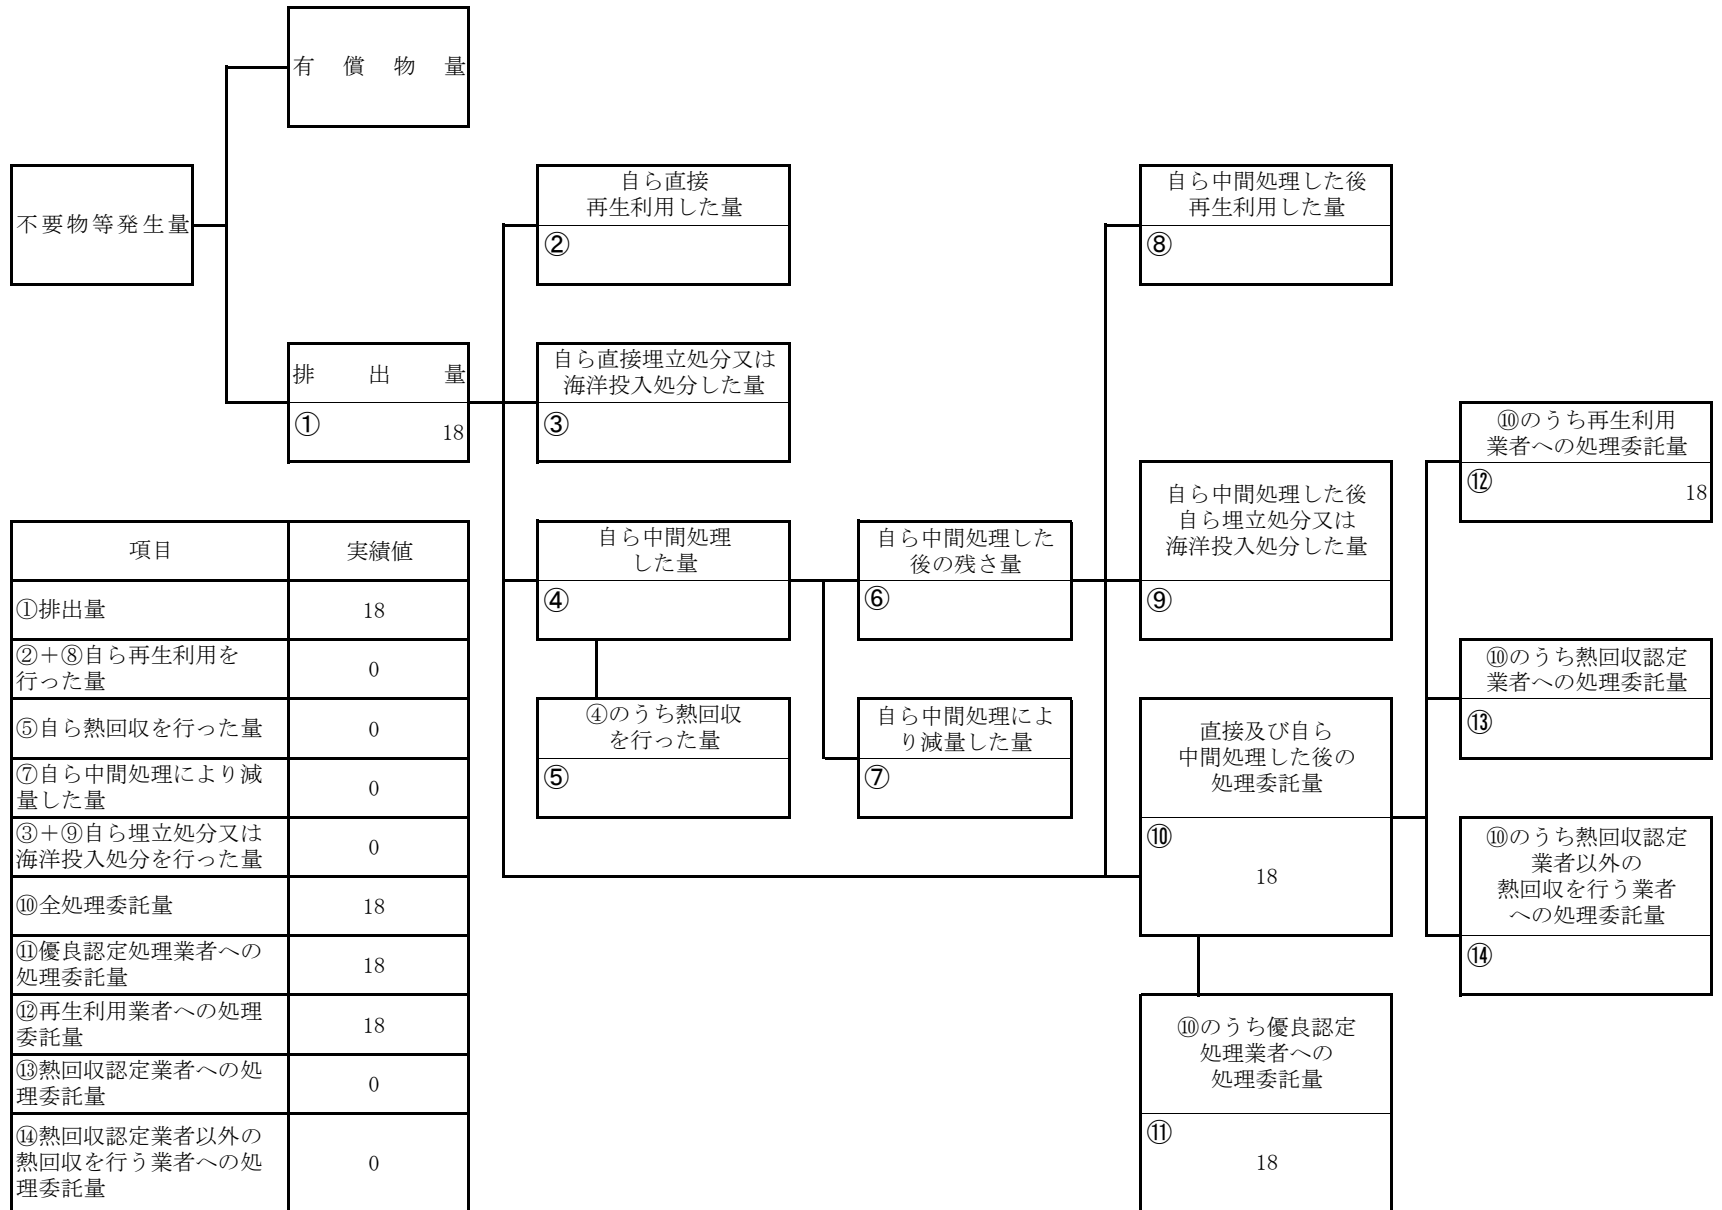 有償物量
不要物等発生量
排出量
①
18
自ら直接
再生利用した量
②
自ら直接埋立処分又は
海洋投入処分した量
③
自ら中間処理
した量
④
④のうち熱回収
を行った量
⑤
自ら中間処理した
後の残さ量
⑥
自ら中間処理によ
り減量した量
⑦
自ら中間処理した後
再生利用した量
⑧
自ら中間処理した後
自ら埋立処分又は
海洋投入処分した量
⑨
直接及び自ら
中間処理した後の
処理委託量
⑩
18
⑩のうち優良認定
処理業者への
処理委託量
⑪
18
⑩のうち再生利用
業者への処理委託量
⑫
18
⑩のうち熱回収認定
業者への処理委託量
⑬
⑩のうち熱回収認定
業者以外の
熱回収を行う業者
への処理委託量
⑭
項目 実績値
①排出量 18
②＋⑧自ら再生利用を
行った量 0
⑤自ら熱回収を行った量 0
⑦自ら中間処理により減
量した量 0
③＋⑨自ら埋立処分又は
海洋投入処分を行った量 0
⑩全処理委託量 18
⑪優良認定処理業者への
処理委託量 18
⑫再生利用業者への処理
委託量 18
⑬熱回収認定業者への処
理委託量 0
⑭熱回収認定業者以外の
熱回収を行う業者への処
理委託量 0